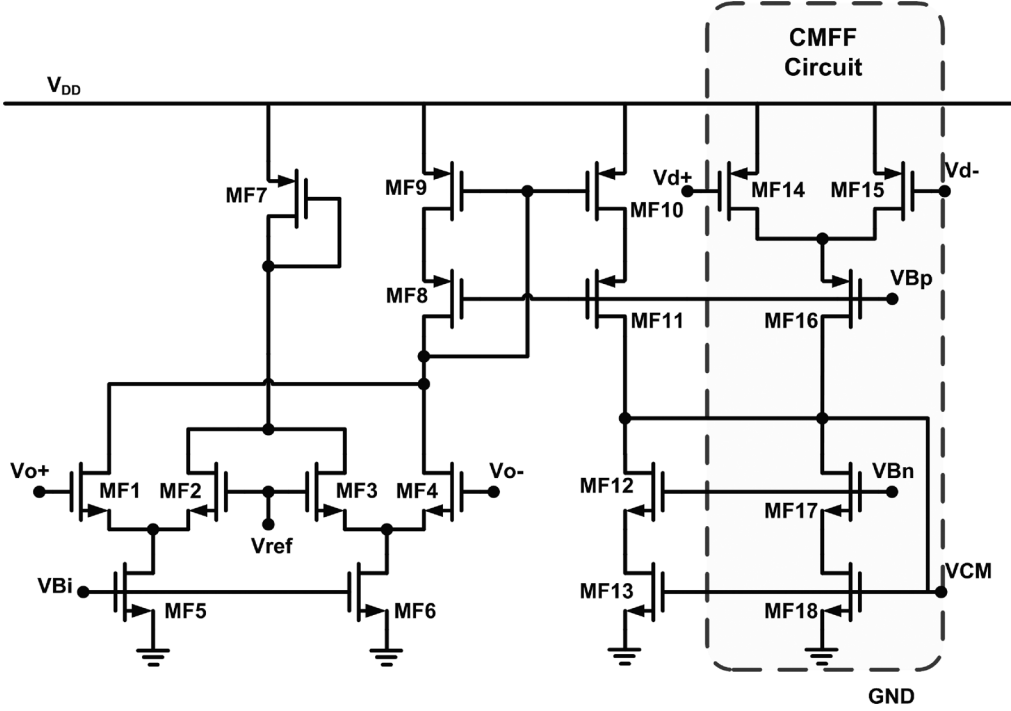 CMFF
Circuit
VDD
MF7
MF9
MF10
Vd+
MF14
MF15
Vd-
MF8
MF11
MF16
VBp
Vo+
MF1
MF2
MF3
MF4
Vo-
MF12
VBn
MF17
Vref
VBi
MF5
MF6
MF13
MF18
VCM
GND